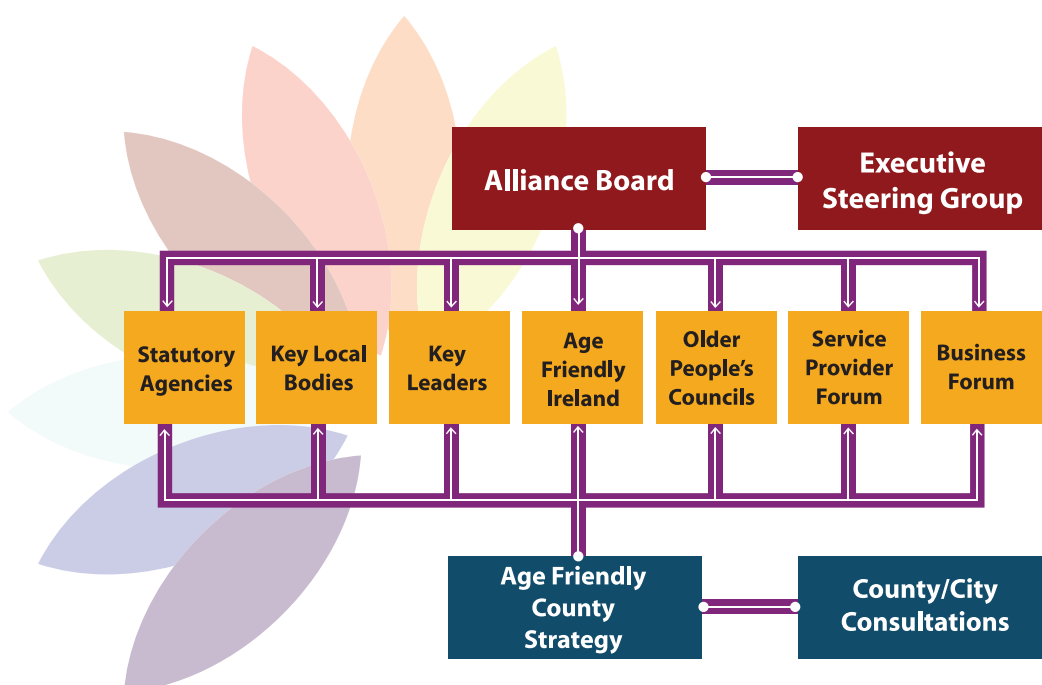 Alliance Board
Executive
Steering Group
Statutory
Agencies
Key Local
Bodies
Key
Leaders
Age
Friendly
Ireland
Older
People's
Councils
Service
Provider
Forum
Business
Forum
Age Friendly
County
Strategy
County/City
Consultations